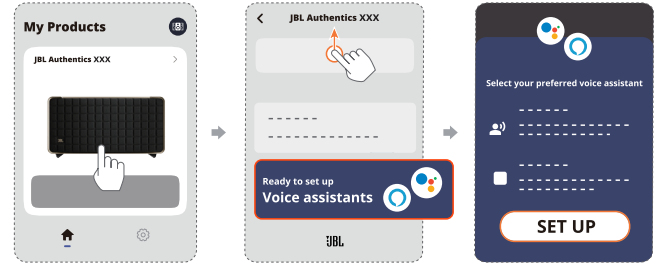 My Products
JBL Authentics XXX
JBL Authentics XXX
Ready to set up
Voice assistants
JBL
Select your preferred voice assistant
SET UP